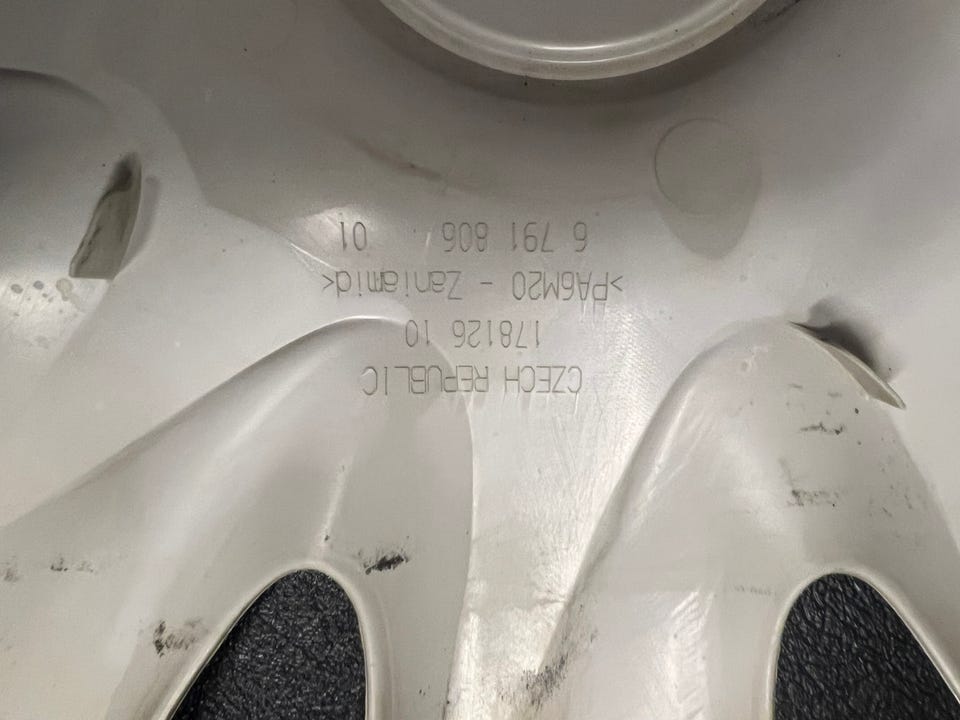 CZECH REPUBLIC
178126 10
>PA6M20 - Zaniamid<
6 791 806 01